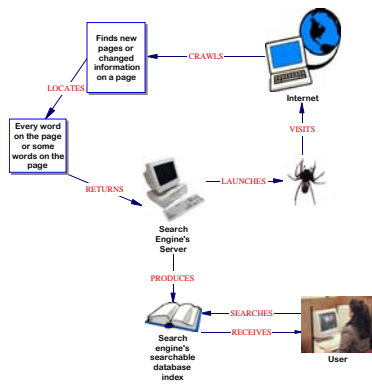 Finds new
pages or
changed
information
on a page
CRAWLS
Internet
LOCATES
VISITS
Every word
on the page
or some
words on the
page
RETURNS
LAUNCHES
Search
Engine's
Server
PRODUCES
SEARCHES
RECEIVES
User
Search
engine's
searchable
database
index